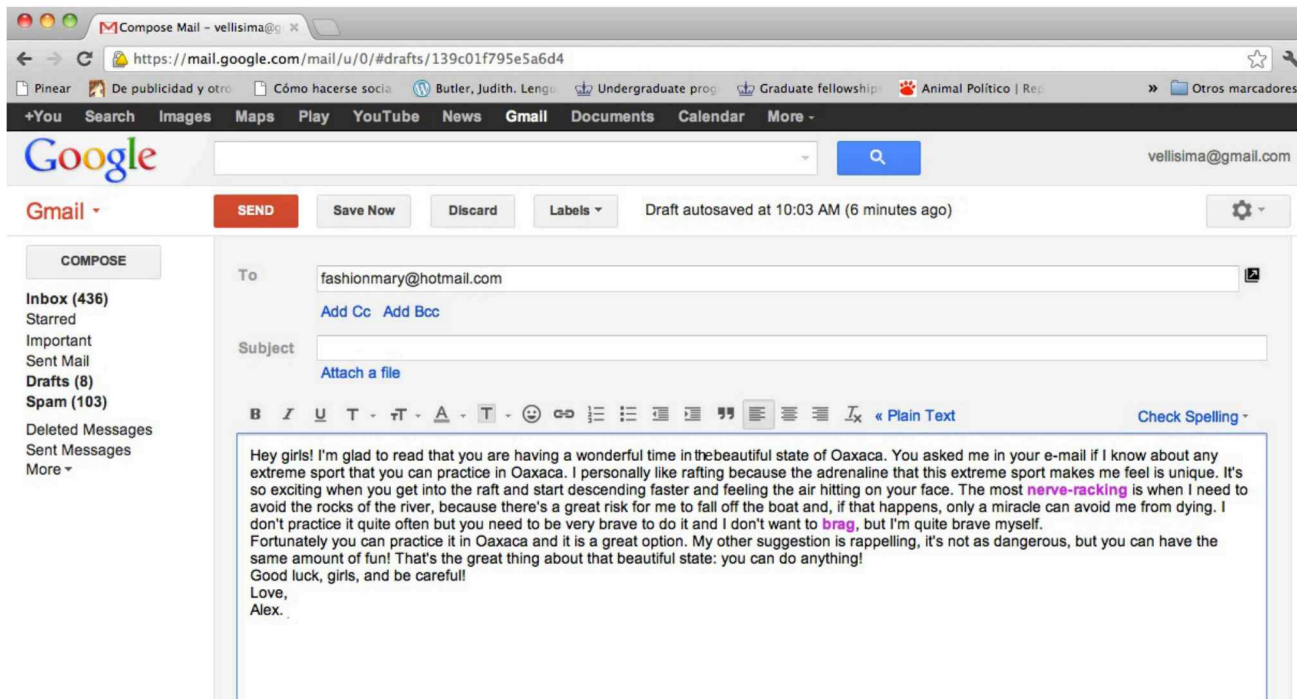 Compose Mail – vellisima@g
https://mail.google.com/mail/u/0/#drafts/139c01f795e5a6d4
Pinear De publicidad y otro Cómo hacerse socia Butler, Judith. Lengu Undergraduate prog Graduate fellowship Animal Político | Rep » Otros marcadores
+You Search Images Maps Play YouTube News Gmail Documents Calendar More
Google vellisima@gmail.com
Gmail SEND Save Now Discard Labels Draft autosaved at 10:03 AM (6 minutes ago)
COMPOSE
To fashionmary@hotmail.com
Add Cc Add Bcc
Subject
Attach a file
Inbox (436)
Starred
Important
Sent Mail
Drafts (8)
Spam (103)
Deleted Messages
Sent Messages
More
B I U T TT A T Tx « Plain Text Check Spelling
Hey girls! I'm glad to read that you are having a wonderful time in the beautiful state of Oaxaca. You asked me in your e-mail if I know about any
extreme sport that you can practice in Oaxaca. I personally like rafting because the adrenaline that this extreme sport makes me feel is unique. It's
so exciting when you get into the raft and start descending faster and feeling the air hitting on your face. The most nerve-racking is when I need to
avoid the rocks of the river, because there's a great risk for me to fall off the boat and, if that happens, only a miracle can avoid me from dying. I
don't practice it quite often but you need to be very brave to do it and I don't want to brag, but I'm quite brave myself.
Fortunately you can practice it in Oaxaca and it is a great option. My other suggestion is rappelling, it's not as dangerous, but you can have the
same amount of fun! That's the great thing about that beautiful state: you can do anything!
Good luck, girls, and be careful!
Love,
Alex.